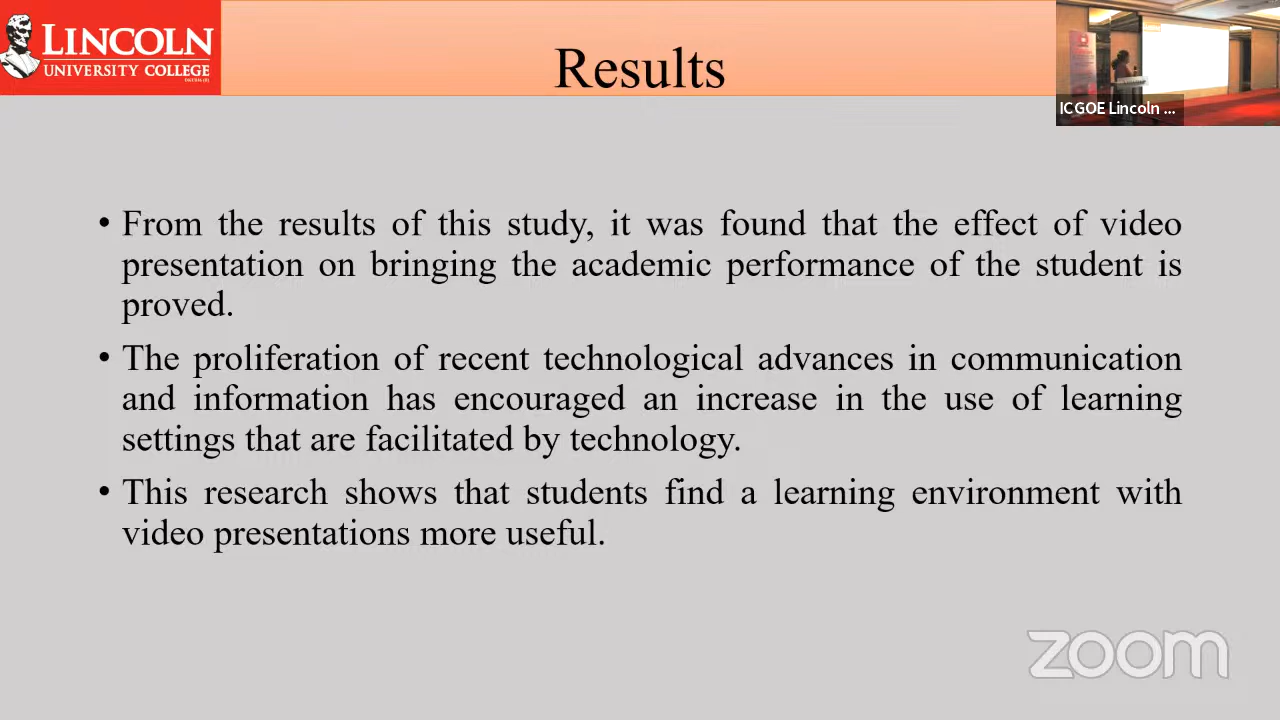 LINCOLN
UNIVERSITY COLLEGE
Results
ICGOE Lincoln ...
• From the results of this study, it was found that the effect of video
presentation on bringing the academic performance of the student is
proved.
• The proliferation of recent technological advances in communication
and information has encouraged an increase in the use of learning
settings that are facilitated by technology.
• This research shows that students find a learning environment with
video presentations more useful.
zoom